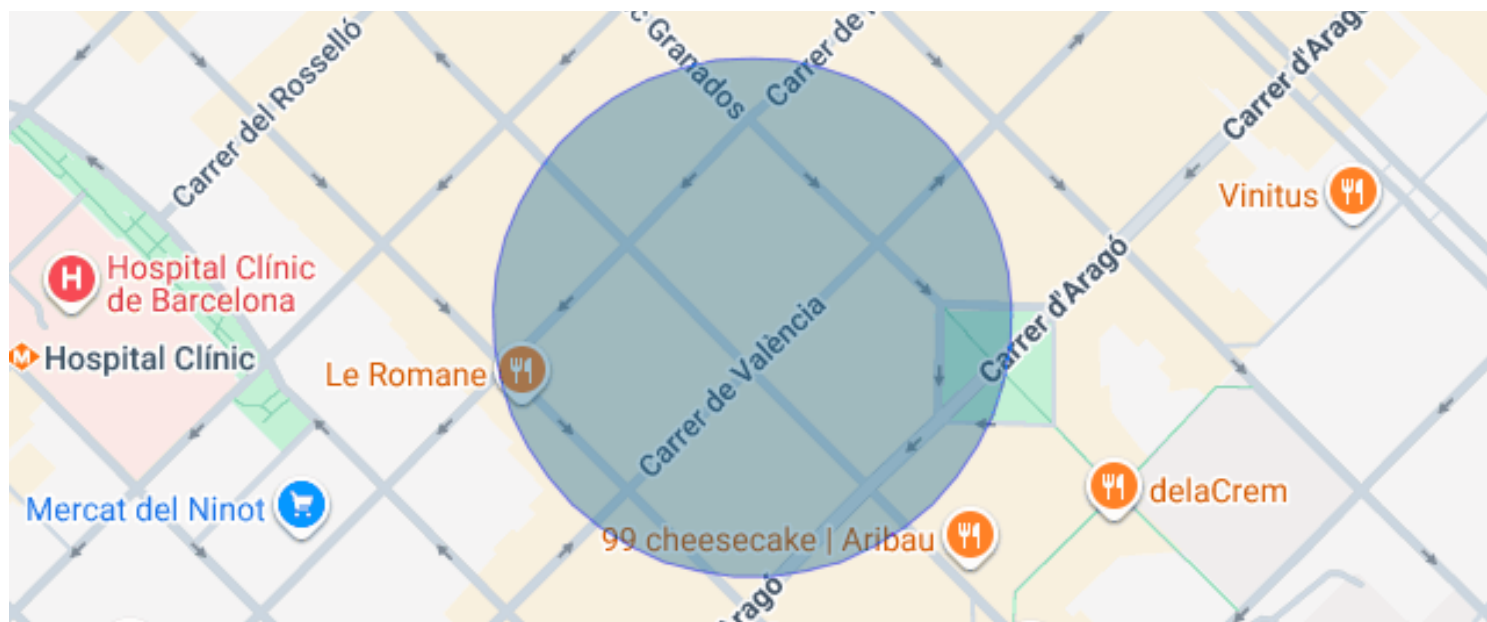 c Granados
Carrer de
Carrer d'Arag
Carrer del Rosselló
Vinitus
H
Hospital Clínic
de Barcelona
Carrer d'Aragó
M
Hospital Clínic
Le Romane
Carrer de València
delaCrem
Mercat del Ninot
99 cheesecake | Aribau
Aragó